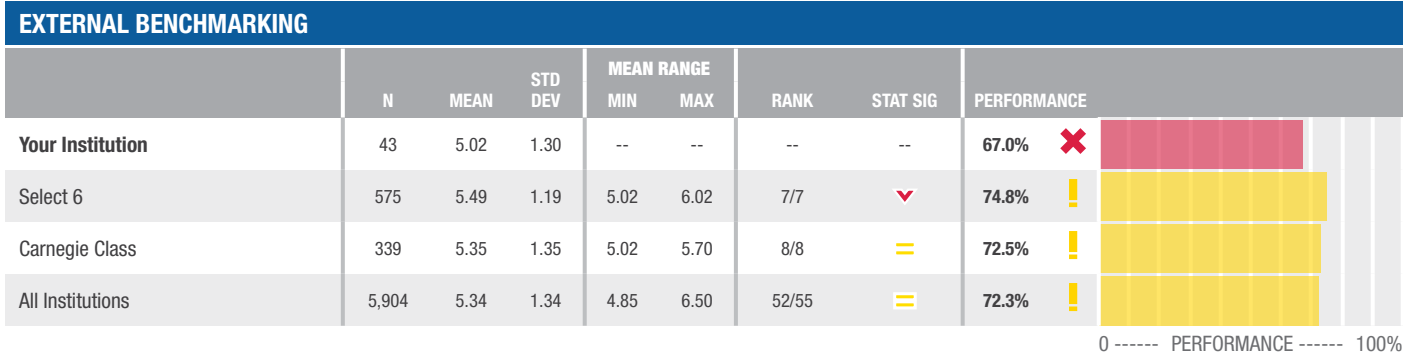 EXTERNAL BENCHMARKING
N MEAN STD DEV MEAN RANGE MIN MAX RANK STAT SIG PERFORMANCE
Your Institution 43 5.02 1.30 -- -- -- -- 67.0%
Select 6 575 5.49 1.19 5.02 6.02 7/7 74.8%
Carnegie Class 339 5.35 1.35 5.02 5.70 8/8 = 72.5%
All Institutions 5,904 5.34 1.34 4.85 6.50 52/55 = 72.3%
0 ------ PERFORMANCE ------ 100%